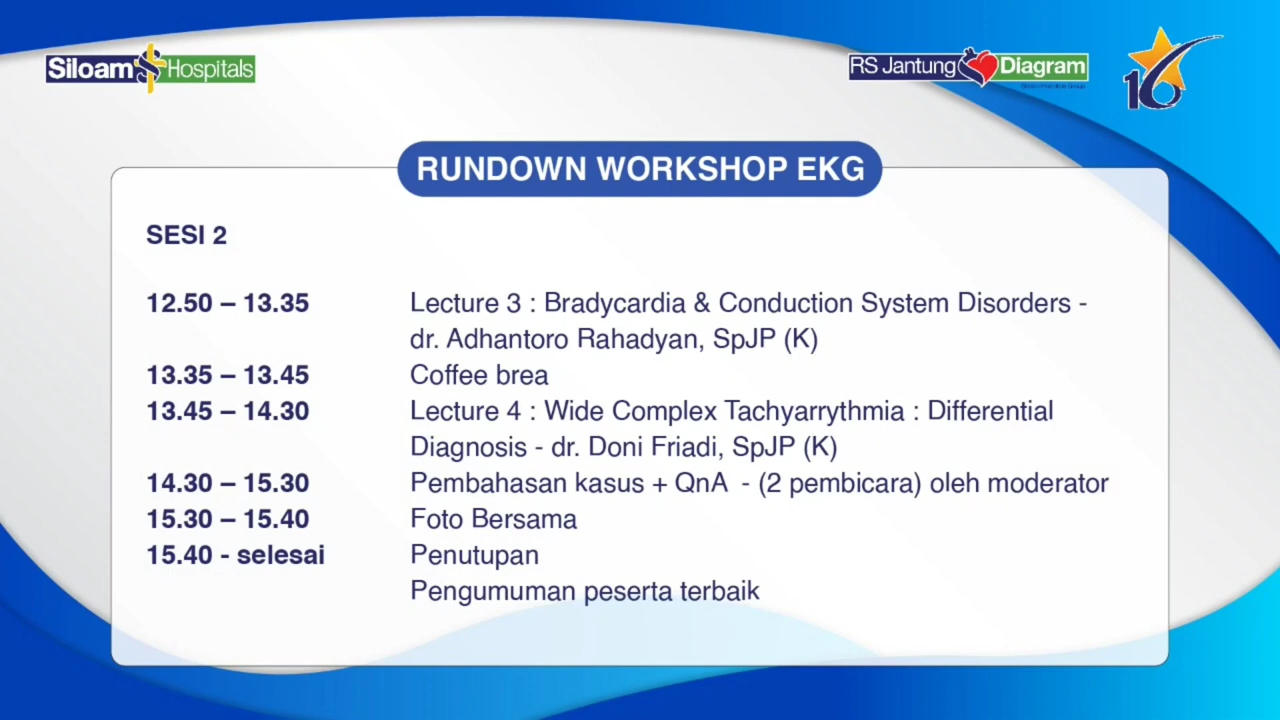 Siloam Hospitals
RS Jantung Diagram
16
RUNDOWN WORKSHOP EKG
SESI 2
12.50 – 13.35 Lecture 3 : Bradycardia & Conduction System Disorders -
dr. Adhantoro Rahadyan, SpJP (K)
13.35 – 13.45 Coffee brea
13.45 – 14.30 Lecture 4 : Wide Complex Tachyarrythmia : Differential
Diagnosis - dr. Doni Friadi, SpJP (K)
14.30 – 15.30 Pembahasan kasus + QnA - (2 pembicara) oleh moderator
15.30 – 15.40 Foto Bersama
15.40 - selesai Penutupan
Pengumuman peserta terbaik